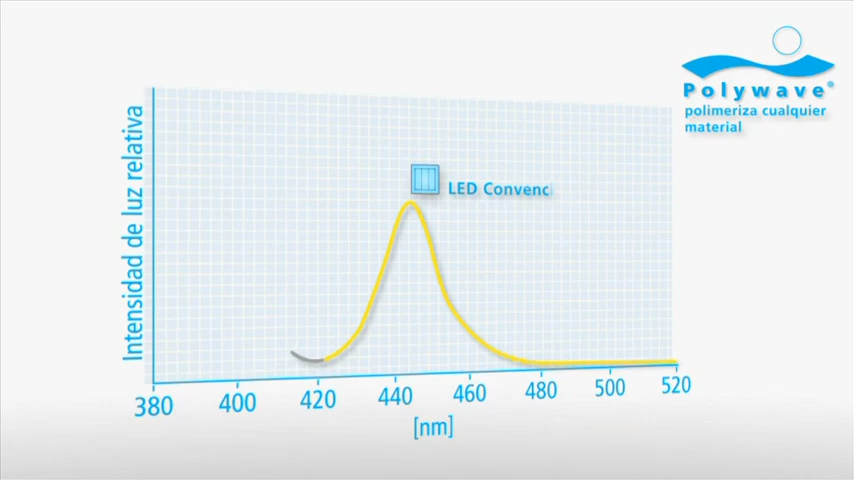 Polywave®
polimeriza cualquier
material
Intensidad de luz relativa
LED Convenc
380 400 420 440 460 480 500 520
[nm]